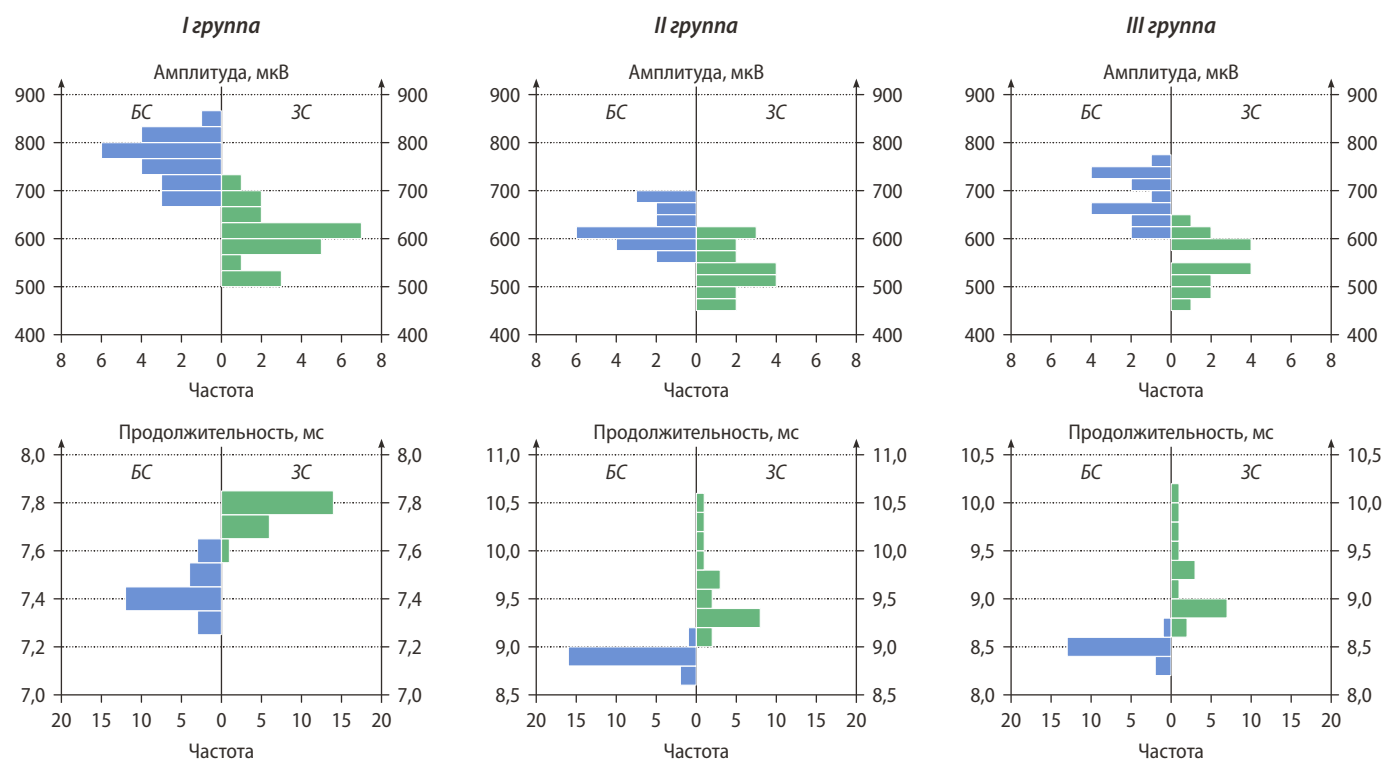 I группа
II группа
III группа
Амплитуда, мкВ
Амплитуда, мкВ
Амплитуда, мкВ
900 БС ЗС 900
800 800
700 700
600 600
500 500
400 400
8 6 4 2 0 2 4 6 8
Частота
900 БС ЗС 900
800 800
700 700
600 600
500 500
400 400
8 6 4 2 0 2 4 6 8
Частота
900 БС ЗС 900
800 800
700 700
600 600
500 500
400 400
8 6 4 2 0 2 4 6 8
Частота
Продолжительность, мс
8,0 БС ЗС 8,0
7,8 7,8
7,6 7,6
7,4 7,4
7,2 7,2
7,0 7,0
20 15 10 5 0 5 10 15 20
Частота
Продолжительность, мс
11,0 БС ЗС 11,0
10,5 10,5
10,0 10,0
9,5 9,5
9,0 9,0
8,5 8,5
20 15 10 5 0 5 10 15 20
Частота
Продолжительность, мс
10,5 БС ЗС 10,5
10,0 10,0
9,5 9,5
9,0 9,0
8,5 8,5
8,0 8,0
20 15 10 5 0 5 10 15 20
Частота